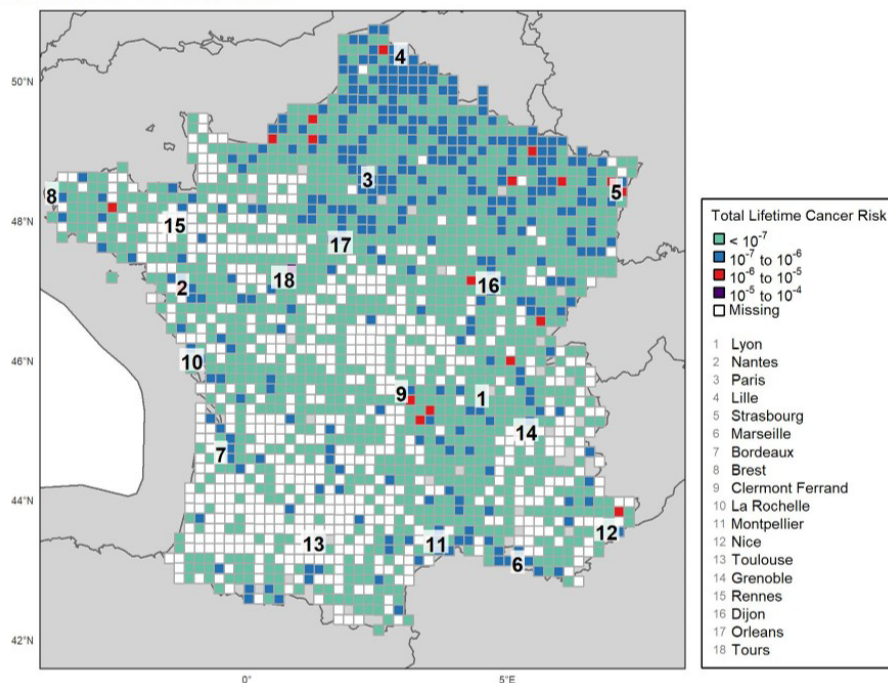 50°N
48°N
46°N
44°N
42°N
0°
5°E
4
3
5
8
15
17
2
18
16
10
9
1
14
7
13
11
12
6
Total Lifetime Cancer Risk
< 10⁻⁷
10⁻⁷ to 10⁻⁶
10⁻⁶ to 10⁻⁵
10⁻⁵ to 10⁻⁴
Missing
1 Lyon
2 Nantes
3 Paris
4 Lille
5 Strasbourg
6 Marseille
7 Bordeaux
8 Brest
9 Clermont Ferrand
10 La Rochelle
11 Montpellier
12 Nice
13 Toulouse
14 Grenoble
15 Rennes
16 Dijon
17 Orleans
18 Tours